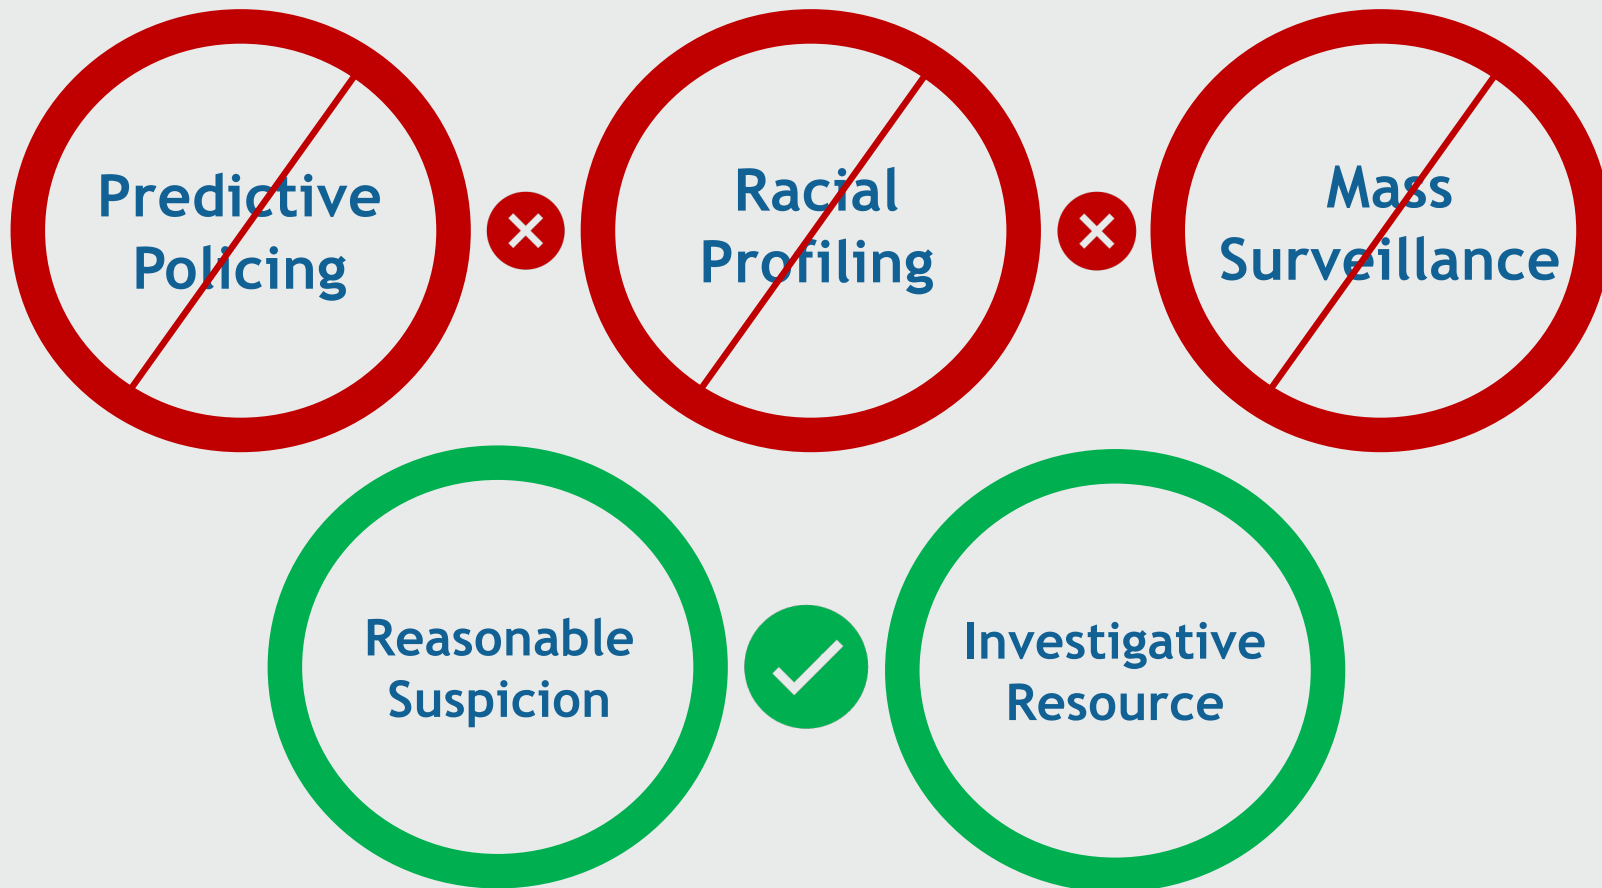 Predictive
Policing
Racial
Profiling
Mass
Surveillance
Reasonable
Suspicion
Investigative
Resource